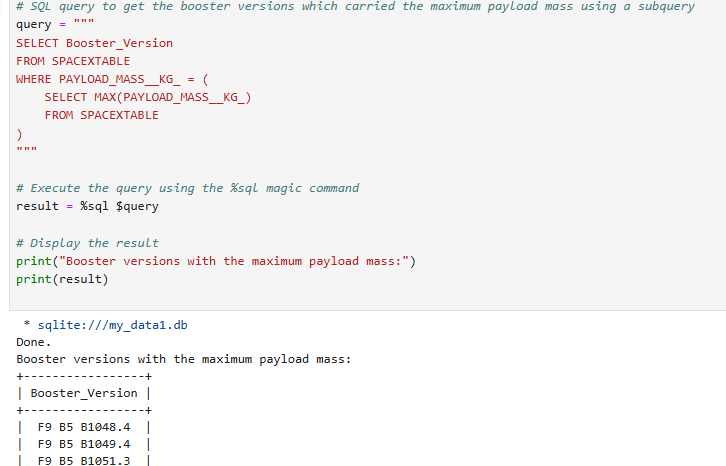 # SQL query to get the booster versions which carried the maximum payload mass using a subquery
query = """
SELECT Booster_Version
FROM SPACEXTABLE
WHERE PAYLOAD_MASS__KG_ = (
    SELECT MAX(PAYLOAD_MASS__KG_)
    FROM SPACEXTABLE
)
"""

# Execute the query using the %sql magic command
result = %sql $query

# Display the result
print("Booster versions with the maximum payload mass:")
print(result)

 * sqlite:///my_data1.db
Done.
Booster versions with the maximum payload mass:
+-----------------+
| Booster_Version |
+-----------------+
|  F9 B5 B1048.4  |
|  F9 B5 B1049.4  |
|  F9 B5 B1051.3  |